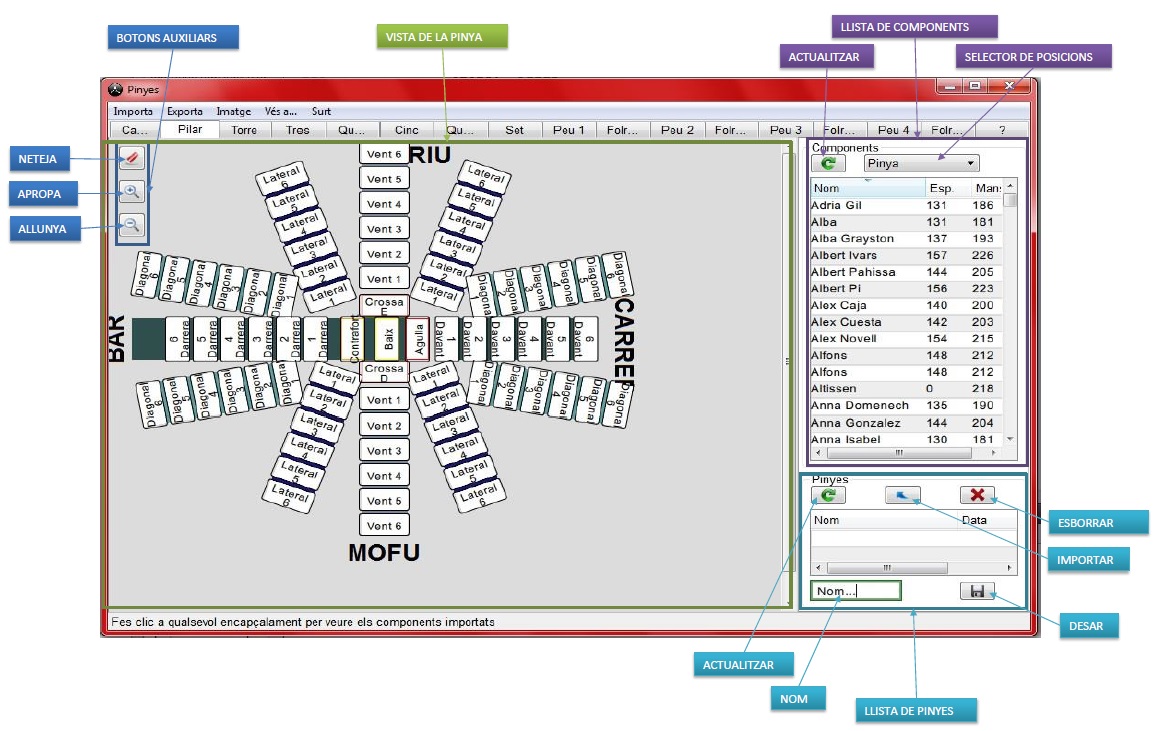 LLISTA DE COMPONENTS
BOTONS AUXILIARS
VISTA DE LA PINYA
ACTUALITZAR
SELECTOR DE POSICIONS
Pinyes
Importa Exporta Imatge Vés a... Surt
Ca... Pilar Torre Tres Qu... Cinc Qu... Set Peu 1 Folr... Peu 2 Folr... Peu 3 Folr... Peu 4 Folr... ?
NETEJA
APROPA
ALLUNYA
RIU
Vent 6
Vent 5
Vent 4
Vent 3
Vent 2
Vent 1
Lateral 6
Lateral 5
Lateral 4
Lateral 3
Lateral 2
Lateral 1
Lateral 6
Lateral 5
Lateral 4
Lateral 3
Lateral 2
Lateral 1
Diagonal 6
Diagonal 5
Diagonal 4
Diagonal 3
Diagonal 2
Diagonal 1
Diagonal 1
Diagonal 2
Diagonal 3
Diagonal 4
Diagonal 5
Diagonal 6
Crossa E
BAR
Darrera 6
Darrera 5
Darrera 4
Darrera 3
Darrera 2
Darrera 1
Contrafort
Baix
Agulla
Davant 1
Davant 2
Davant 3
Davant 4
Davant 5
Davant 6
CARRER
Crossa D
Diagonal 6
Diagonal 5
Diagonal 4
Diagonal 3
Diagonal 2
Diagonal 1
Diagonal 1
Diagonal 2
Diagonal 3
Diagonal 4
Diagonal 5
Diagonal 6
Lateral 1
Lateral 2
Lateral 3
Lateral 4
Lateral 5
Lateral 6
Lateral 1
Lateral 2
Lateral 3
Lateral 4
Lateral 5
Lateral 6
Vent 1
Vent 2
Vent 3
Vent 4
Vent 5
Vent 6
MOFU
Components
Pinya
Nom Esp. Mans
Adria Gil 131 186
Alba 131 181
Alba Grayston 137 193
Albert Ivars 157 226
Albert Pahissa 144 205
Albert Pi 156 223
Alex Caja 140 200
Alex Cuesta 142 203
Alex Novell 154 215
Alfons 148 212
Alfons 148 212
Altissen 0 218
Anna Domenech 135 190
Anna Gonzalez 144 204
Anna Isabel 130 181
Pinyes
Nom Data
Nom...
ESBORRAR
IMPORTAR
DESAR
Fes clic a qualsevol encapçalament per veure els components importats
ACTUALITZAR
NOM
LLISTA DE PINYES